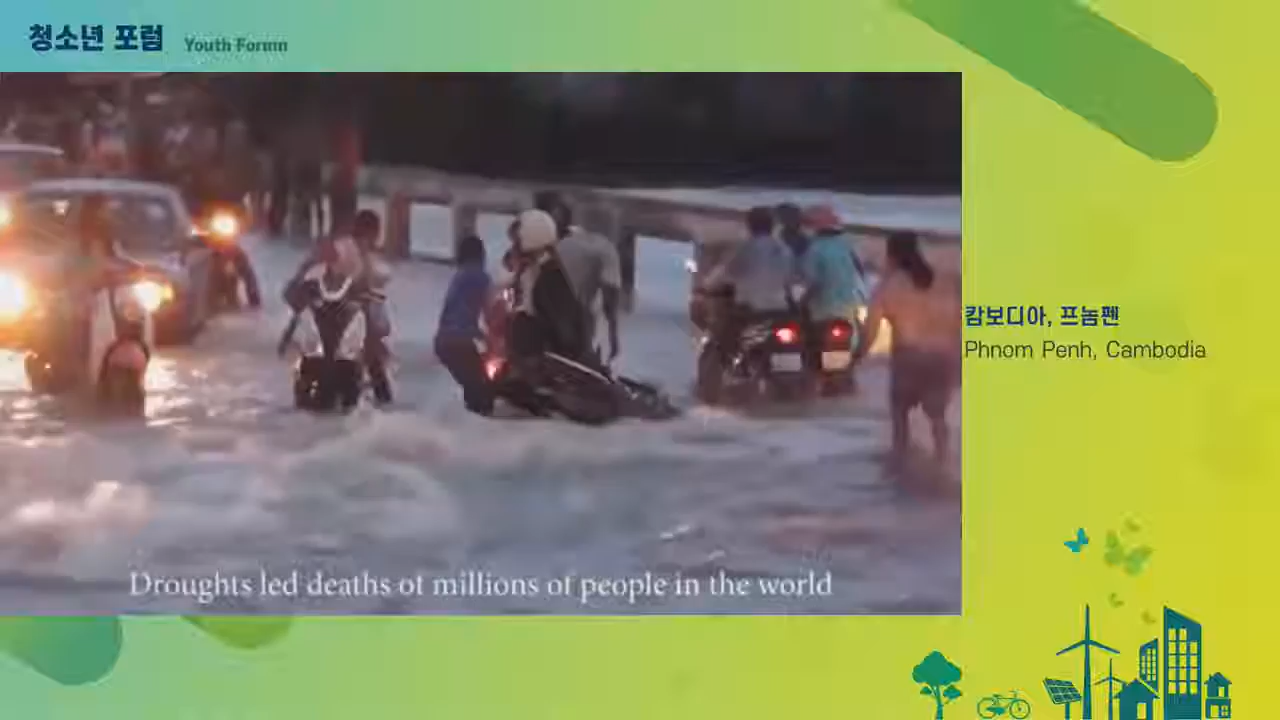 청소년 포럼 Youth Forum
캄보디아, 프놈펜
Phnom Penh, Cambodia
Droughts led deaths of millions of people in the world